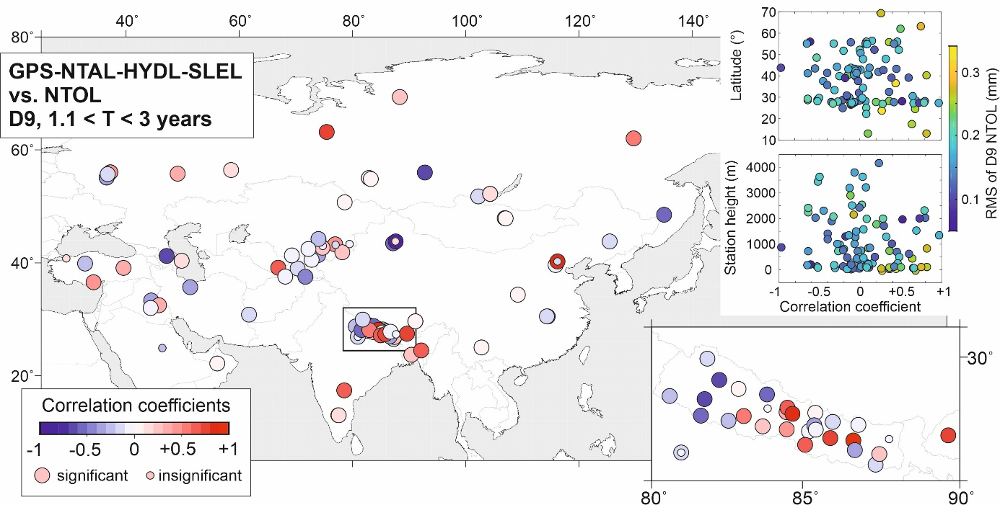 40° 60° 80° 100° 120° 140°
80°
60°
40°
20°
GPS-NTAL-HYDL-SLEL
vs. NTOL
D9, 1.1 < T < 3 years
Correlation coefficients
-1 -0.5 0 +0.5 +1
significant insignificant
70
60
50
40
30
20
10
Latitude (°)
4000
3000
2000
1000
0
Station height (m)
-1 -0.5 0 +0.5 +1
Correlation coefficient
0.3
0.2
0.1
RMS of D9 NTOL (mm)
30°
80° 85° 90°